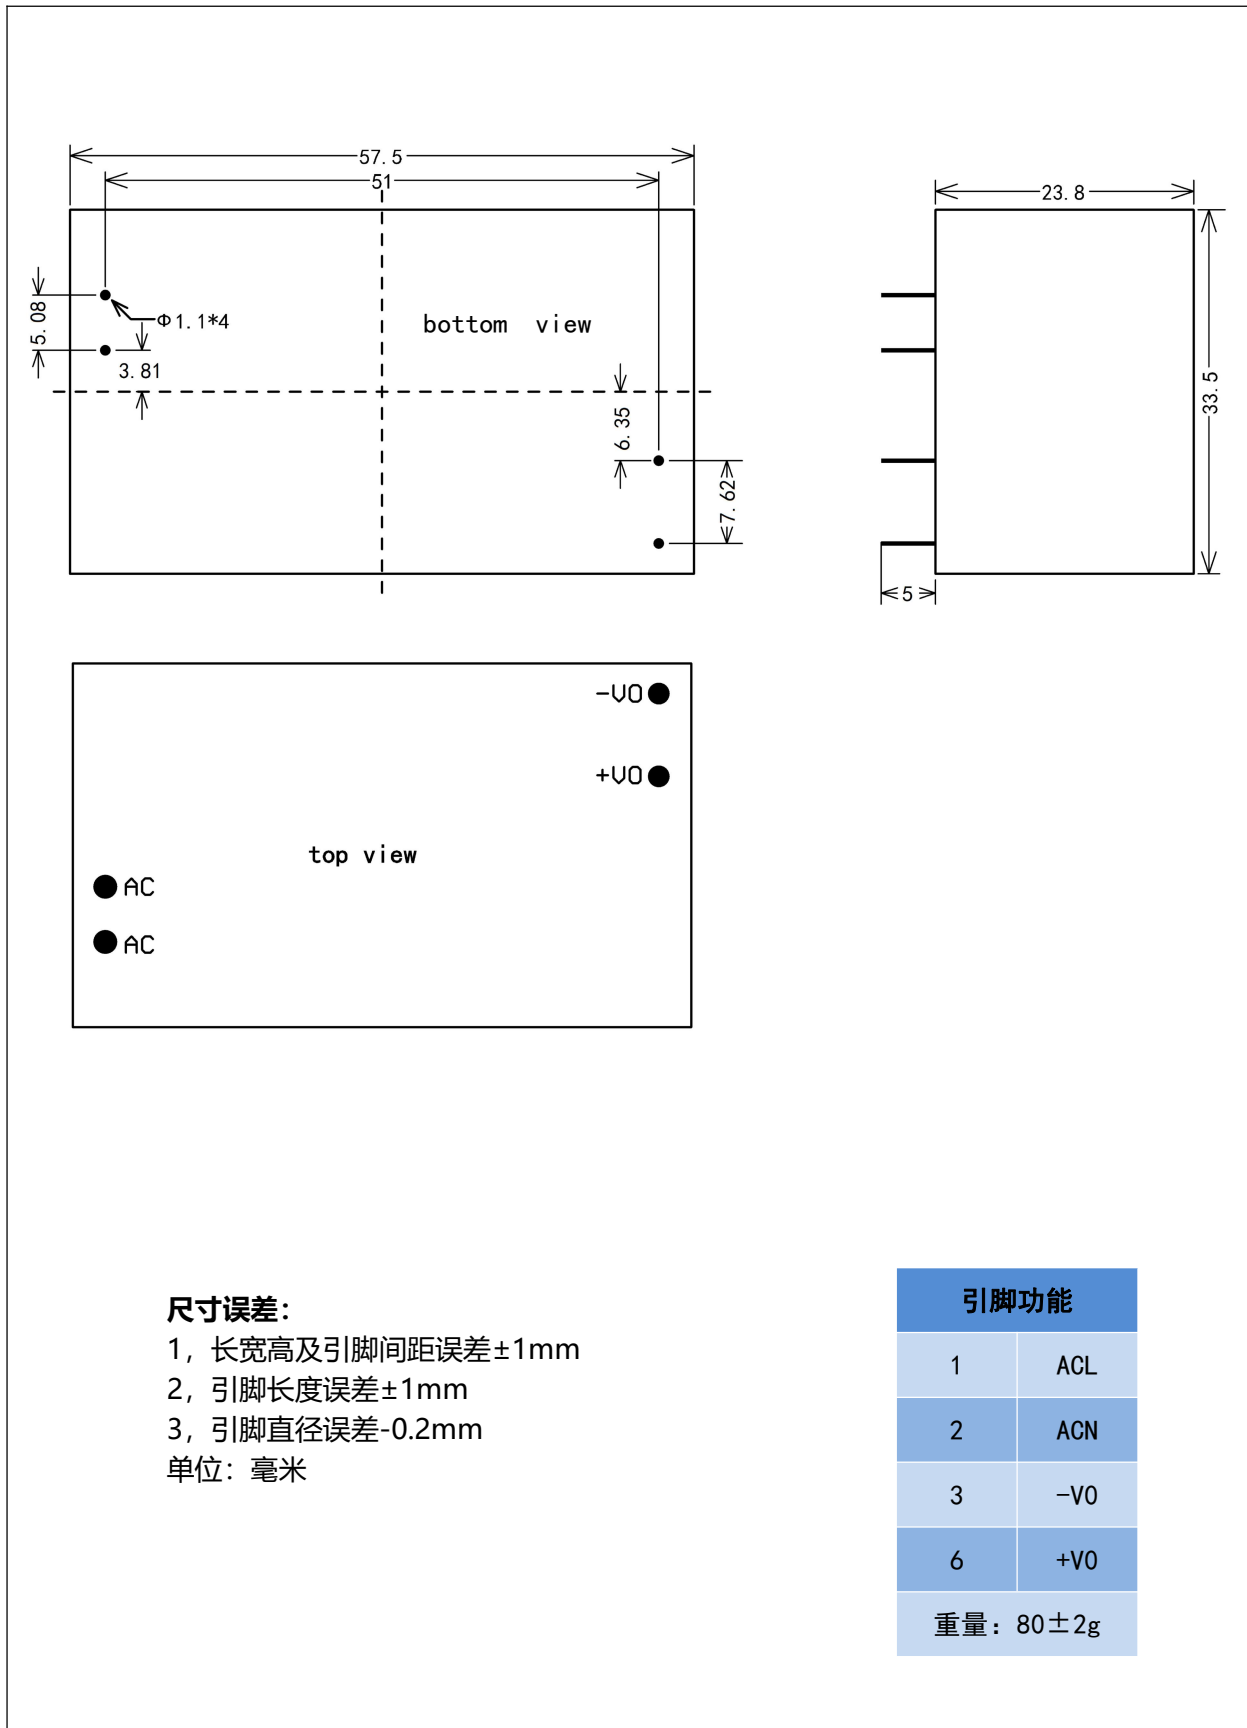 57.5
51
23.8
5.08
Φ1.1*4
bottom view
3.81
6.35
33.5
7.62
5
-VO
+VO
top view
AC
AC
尺寸误差：
1，长宽高及引脚间距误差±1mm
2，引脚长度误差±1mm
3，引脚直径误差-0.2mm
单位：毫米
引脚功能
1 ACL
2 ACN
3 -VO
6 +VO
重量：80±2g